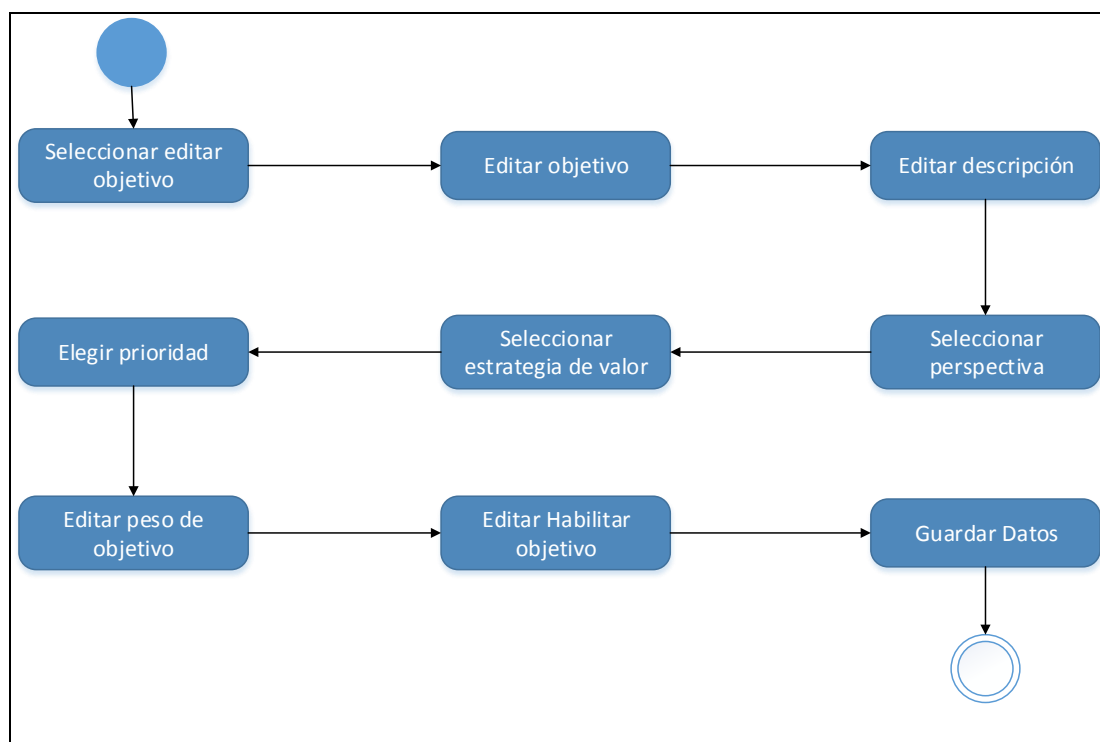 Seleccionar editar
objetivo
Editar objetivo
Editar descripción
Seleccionar
perspectiva
Seleccionar
estrategia de valor
Elegir prioridad
Editar peso de
objetivo
Editar Habilitar
objetivo
Guardar Datos